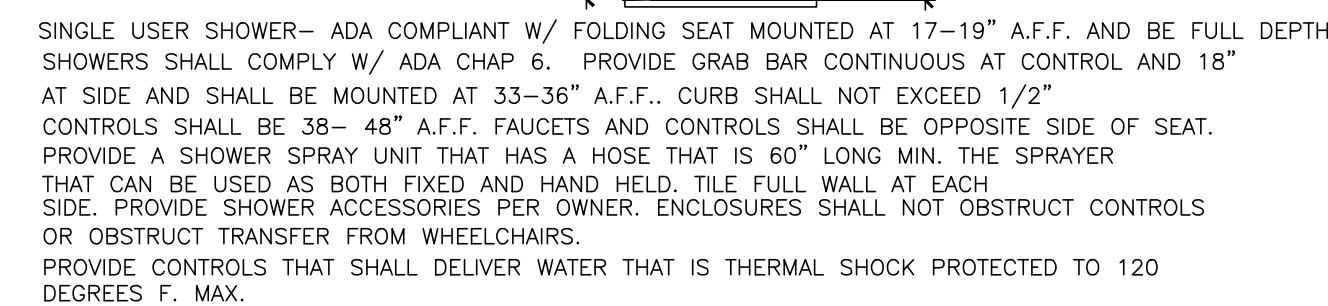 SINGLE USER SHOWER– ADA COMPLIANT W/ FOLDING SEAT MOUNTED AT 17–19” A.F.F. AND BE FULL DEPTH
SHOWERS SHALL COMPLY W/ ADA CHAP 6. PROVIDE GRAB BAR CONTINUOUS AT CONTROL AND 18”
AT SIDE AND SHALL BE MOUNTED AT 33–36” A.F.F.. CURB SHALL NOT EXCEED 1/2”
CONTROLS SHALL BE 38– 48” A.F.F. FAUCETS AND CONTROLS SHALL BE OPPOSITE SIDE OF SEAT.
PROVIDE A SHOWER SPRAY UNIT THAT HAS A HOSE THAT IS 60” LONG MIN. THE SPRAYER
THAT CAN BE USED AS BOTH FIXED AND HAND HELD. TILE FULL WALL AT EACH
SIDE. PROVIDE SHOWER ACCESSORIES PER OWNER. ENCLOSURES SHALL NOT OBSTRUCT CONTROLS
OR OBSTRUCT TRANSFER FROM WHEELCHAIRS.
PROVIDE CONTROLS THAT SHALL DELIVER WATER THAT IS THERMAL SHOCK PROTECTED TO 120
DEGREES F. MAX.